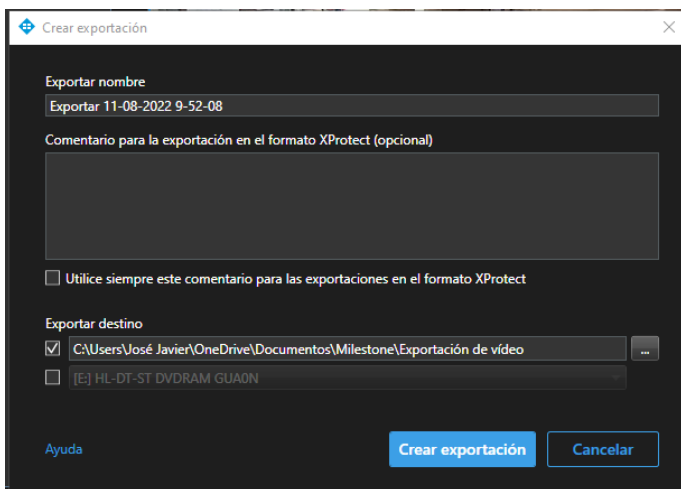 Crear exportación
Exportar nombre
Exportar 11-08-2022 9-52-08
Comentario para la exportación en el formato XProtect (opcional)
Utilice siempre este comentario para las exportaciones en el formato XProtect
Exportar destino
C:\Users\José Javier\OneDrive\Documentos\Milestone\Exportación de vídeo
...
[E:] HL-DT-ST DVDRAM GUA0N
Ayuda
Crear exportación
Cancelar